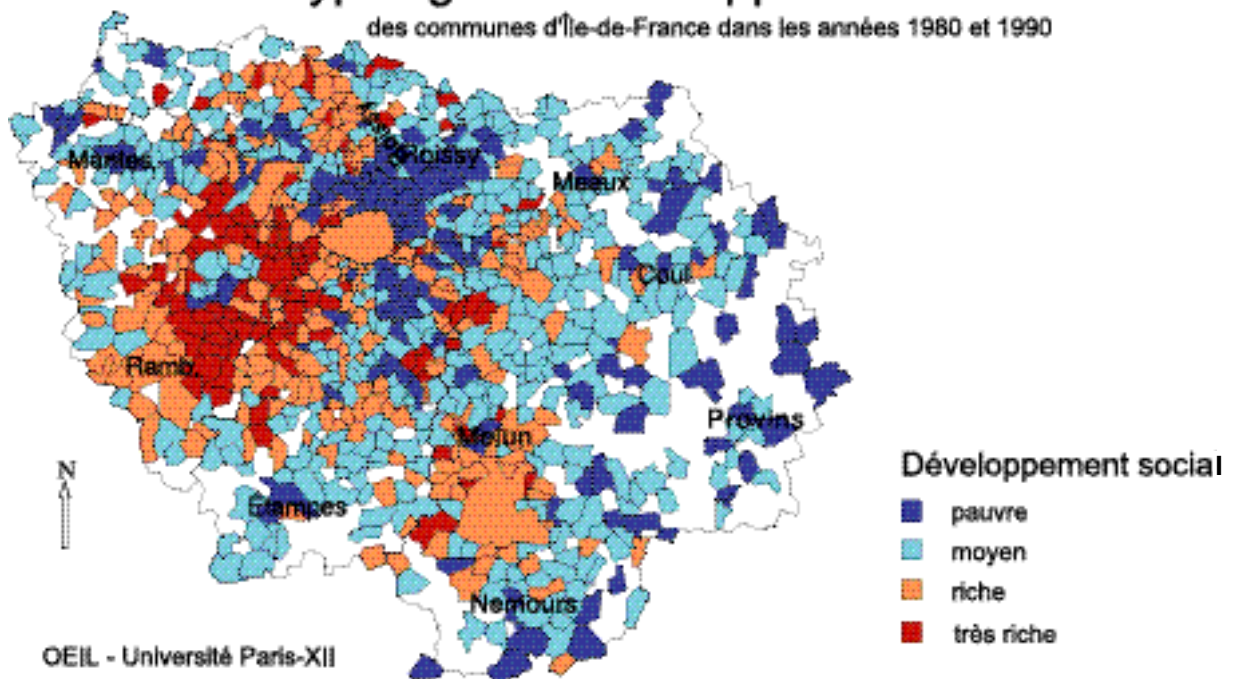 des communes d'Île-de-France dans les années 1980 et 1990
Roissy
Mantes
Meaux
Coul.
Ramb.
Provins
Melun
N
Étampes
Nemours
Développement social
pauvre
moyen
riche
très riche
OEIL - Université Paris-XII